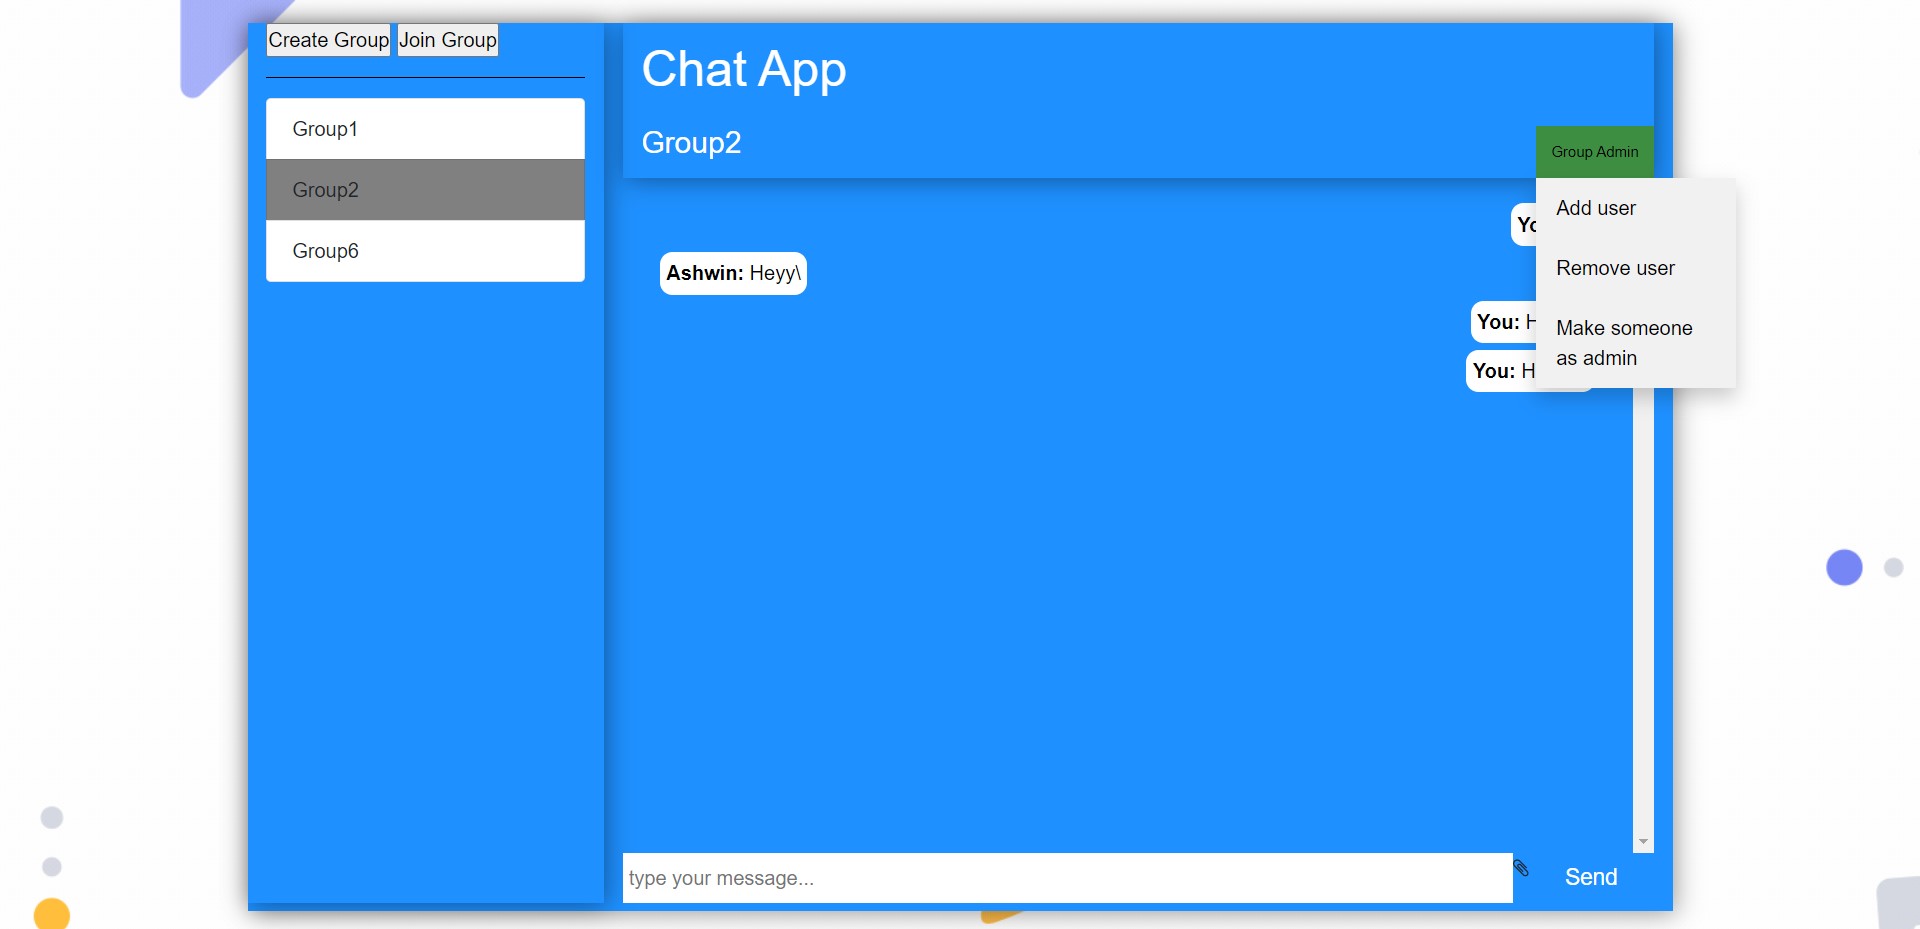 Create Group Join Group
Group1
Group2
Group6
Chat App
Group2
Group Admin
Add user
Remove user
Make someone
as admin
Ashwin: Heyy\
You:
You:
type your message...
Send